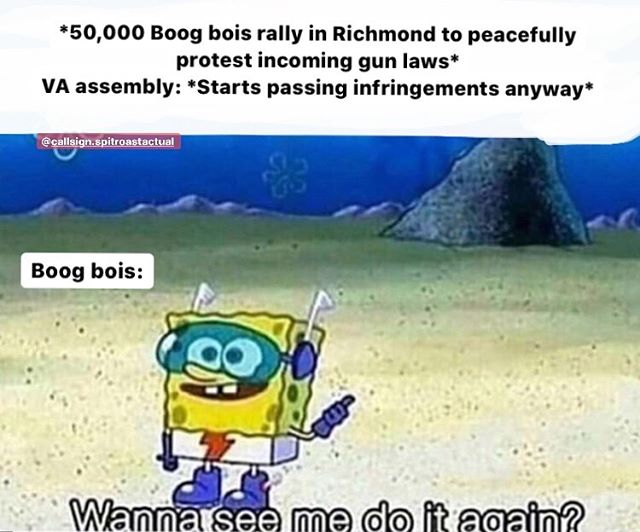 *50,000 Boog bois rally in Richmond to peacefully
protest incoming gun laws*
VA assembly: *Starts passing infringements anyway*
@callsign.spitroastactual
Boog bois:
Wanna see me do it again?